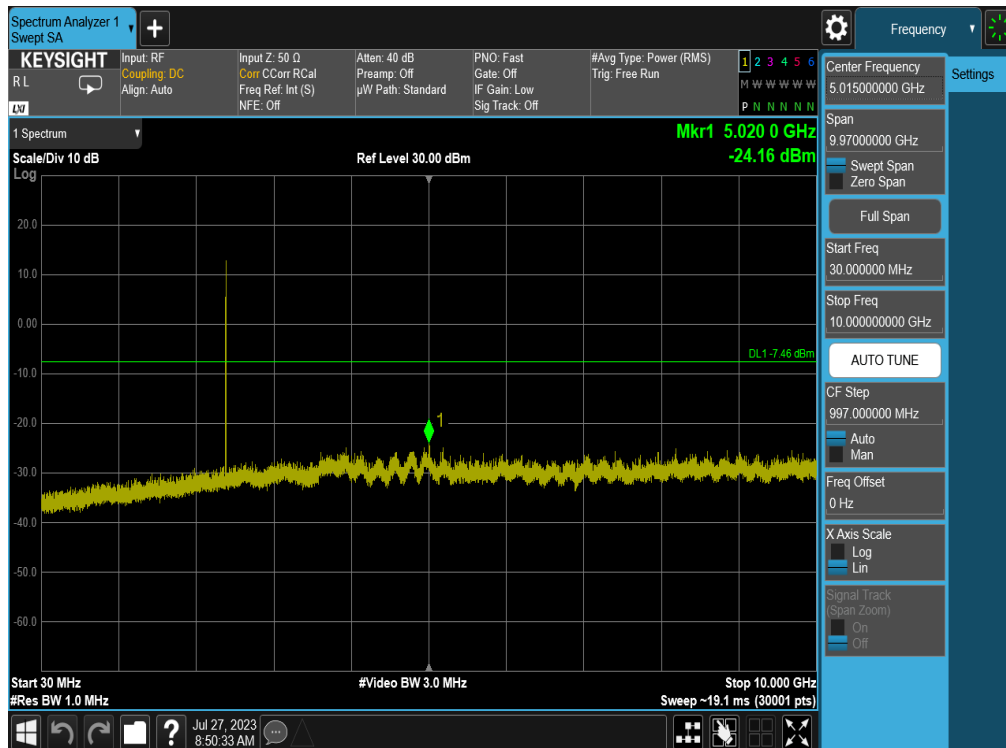 Spectrum Analyzer 1
Swept SA
Frequency
KEYSIGHT
R L
LXI
Input: RF
Coupling: DC
Align: Auto
Input Z: 50 Ω
Corr CCorr RCal
Freq Ref: Int (S)
NFE: Off
Atten: 40 dB
Preamp: Off
µW Path: Standard
PNO: Fast
Gate: Off
IF Gain: Low
Sig Track: Off
#Avg Type: Power (RMS)
Trig: Free Run
1 2 3 4 5 6
M W W W W W
P N N N N N
1 Spectrum
Mkr1 5.020 0 GHz
-24.16 dBm
Scale/Div 10 dB
Ref Level 30.00 dBm
Log
20.0
10.0
0.00
DL1 -7.46 dBm
-10.0
-20.0
1
-30.0
-40.0
-50.0
-60.0
Start 30 MHz
#Video BW 3.0 MHz
Stop 10.000 GHz
#Res BW 1.0 MHz
Sweep ~19.1 ms (30001 pts)
Center Frequency
5.015000000 GHz
Settings
Span
9.97000000 GHz
Swept Span
Zero Span
Full Span
Start Freq
30.000000 MHz
Stop Freq
10.000000000 GHz
AUTO TUNE
CF Step
997.000000 MHz
Auto
Man
Freq Offset
0 Hz
X Axis Scale
Log
Lin
Signal Track
(Span Zoom)
On
Off
?
Jul 27, 2023
8:50:33 AM